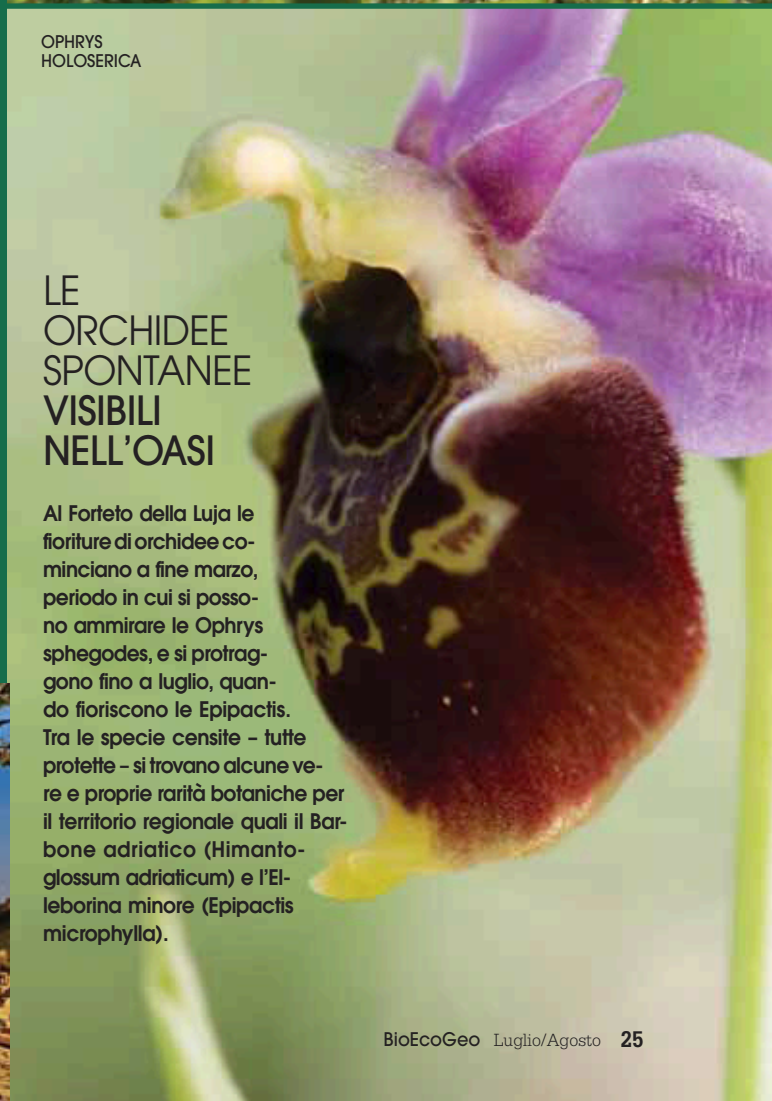 OPHRYS
HOLOSERICA
LE
ORCHIDEE
SPONTANEE
VISIBILI
NELL'OASI
Al Forteto della Luja le
fioriture di orchidee co-
minciano a fine marzo,
periodo in cui si posso-
no ammirare le Ophrys
sphegodes, e si protrag-
gono fino a luglio, quan-
do fioriscono le Epipactis.
Tra le specie censite – tutte
protette – si trovano alcune ve-
re e proprie rarità botaniche per
il territorio regionale quali il Bar-
bone adriatico (Himanto-
glossum adriaticum) e l'El-
leborina minore (Epipactis
microphylla).
BioEcoGeo Luglio/Agosto 25